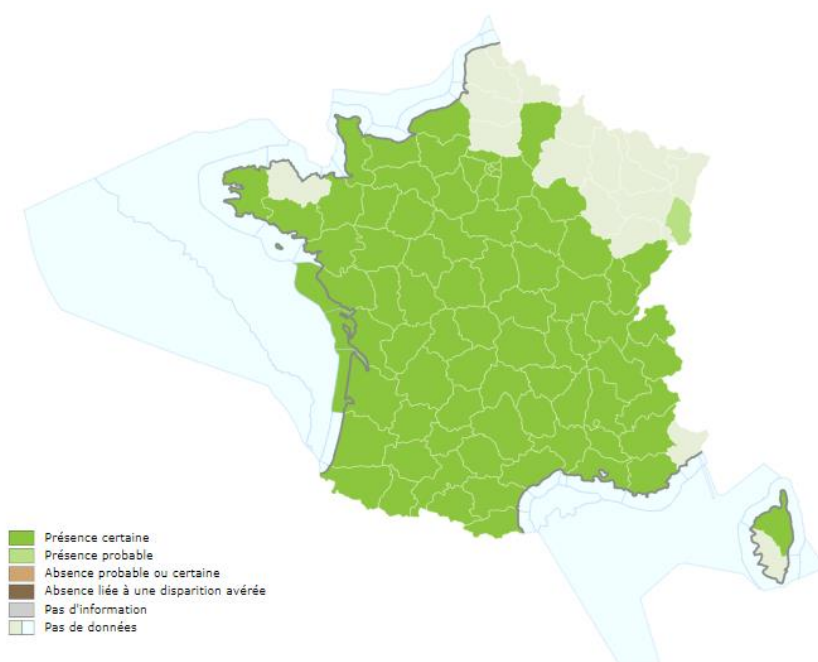 Présence certaine
Présence probable
Absence probable ou certaine
Absence liée à une disparition avérée
Pas d'information
Pas de données